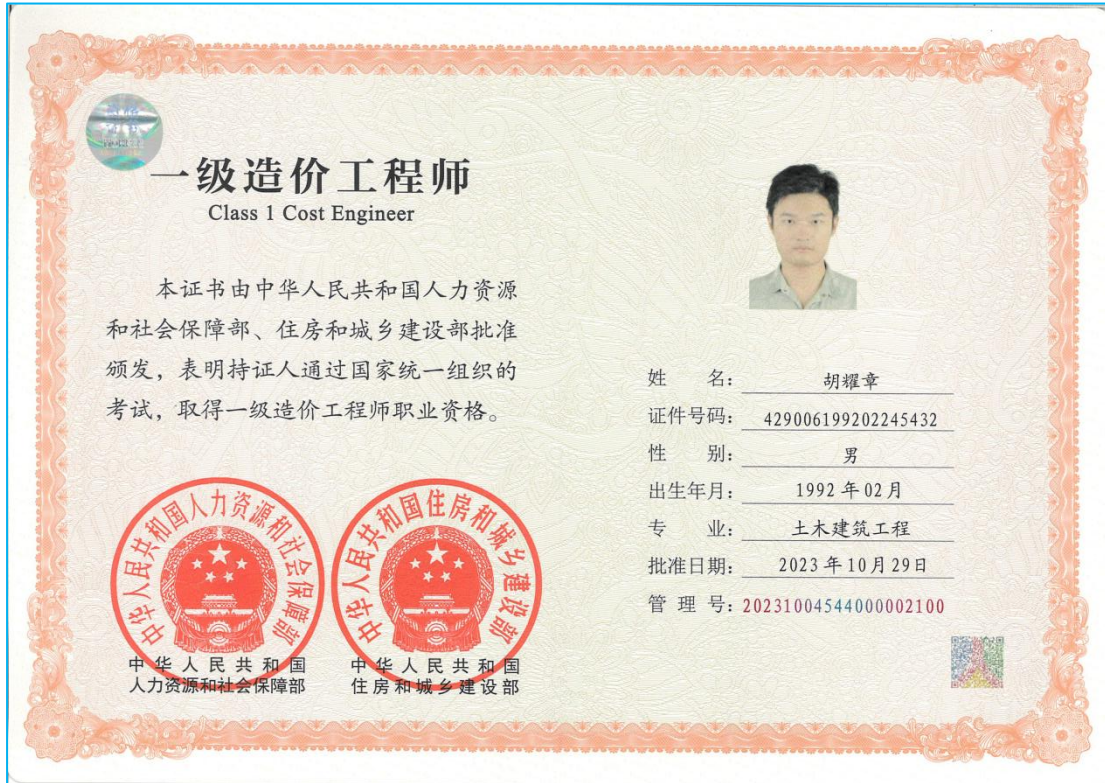 一级造价工程师
Class 1 Cost Engineer
本证书由中华人民共和国人力资源
和社会保障部、住房和城乡建设部批准
颁发，表明持证人通过国家统一组织的
考试，取得一级造价工程师职业资格。
中华人民共和国人力资源和社会保障部
中华人民共和国住房和城乡建设部
中华人民共和国
人力资源和社会保障部
中华人民共和国
住房和城乡建设部
姓 名： 胡耀章
证件号码： 429006199202245432
性 别： 男
出生年月： 1992年02月
专 业： 土木建筑工程
批准日期： 2023年10月29日
管 理 号：20231004544000002100